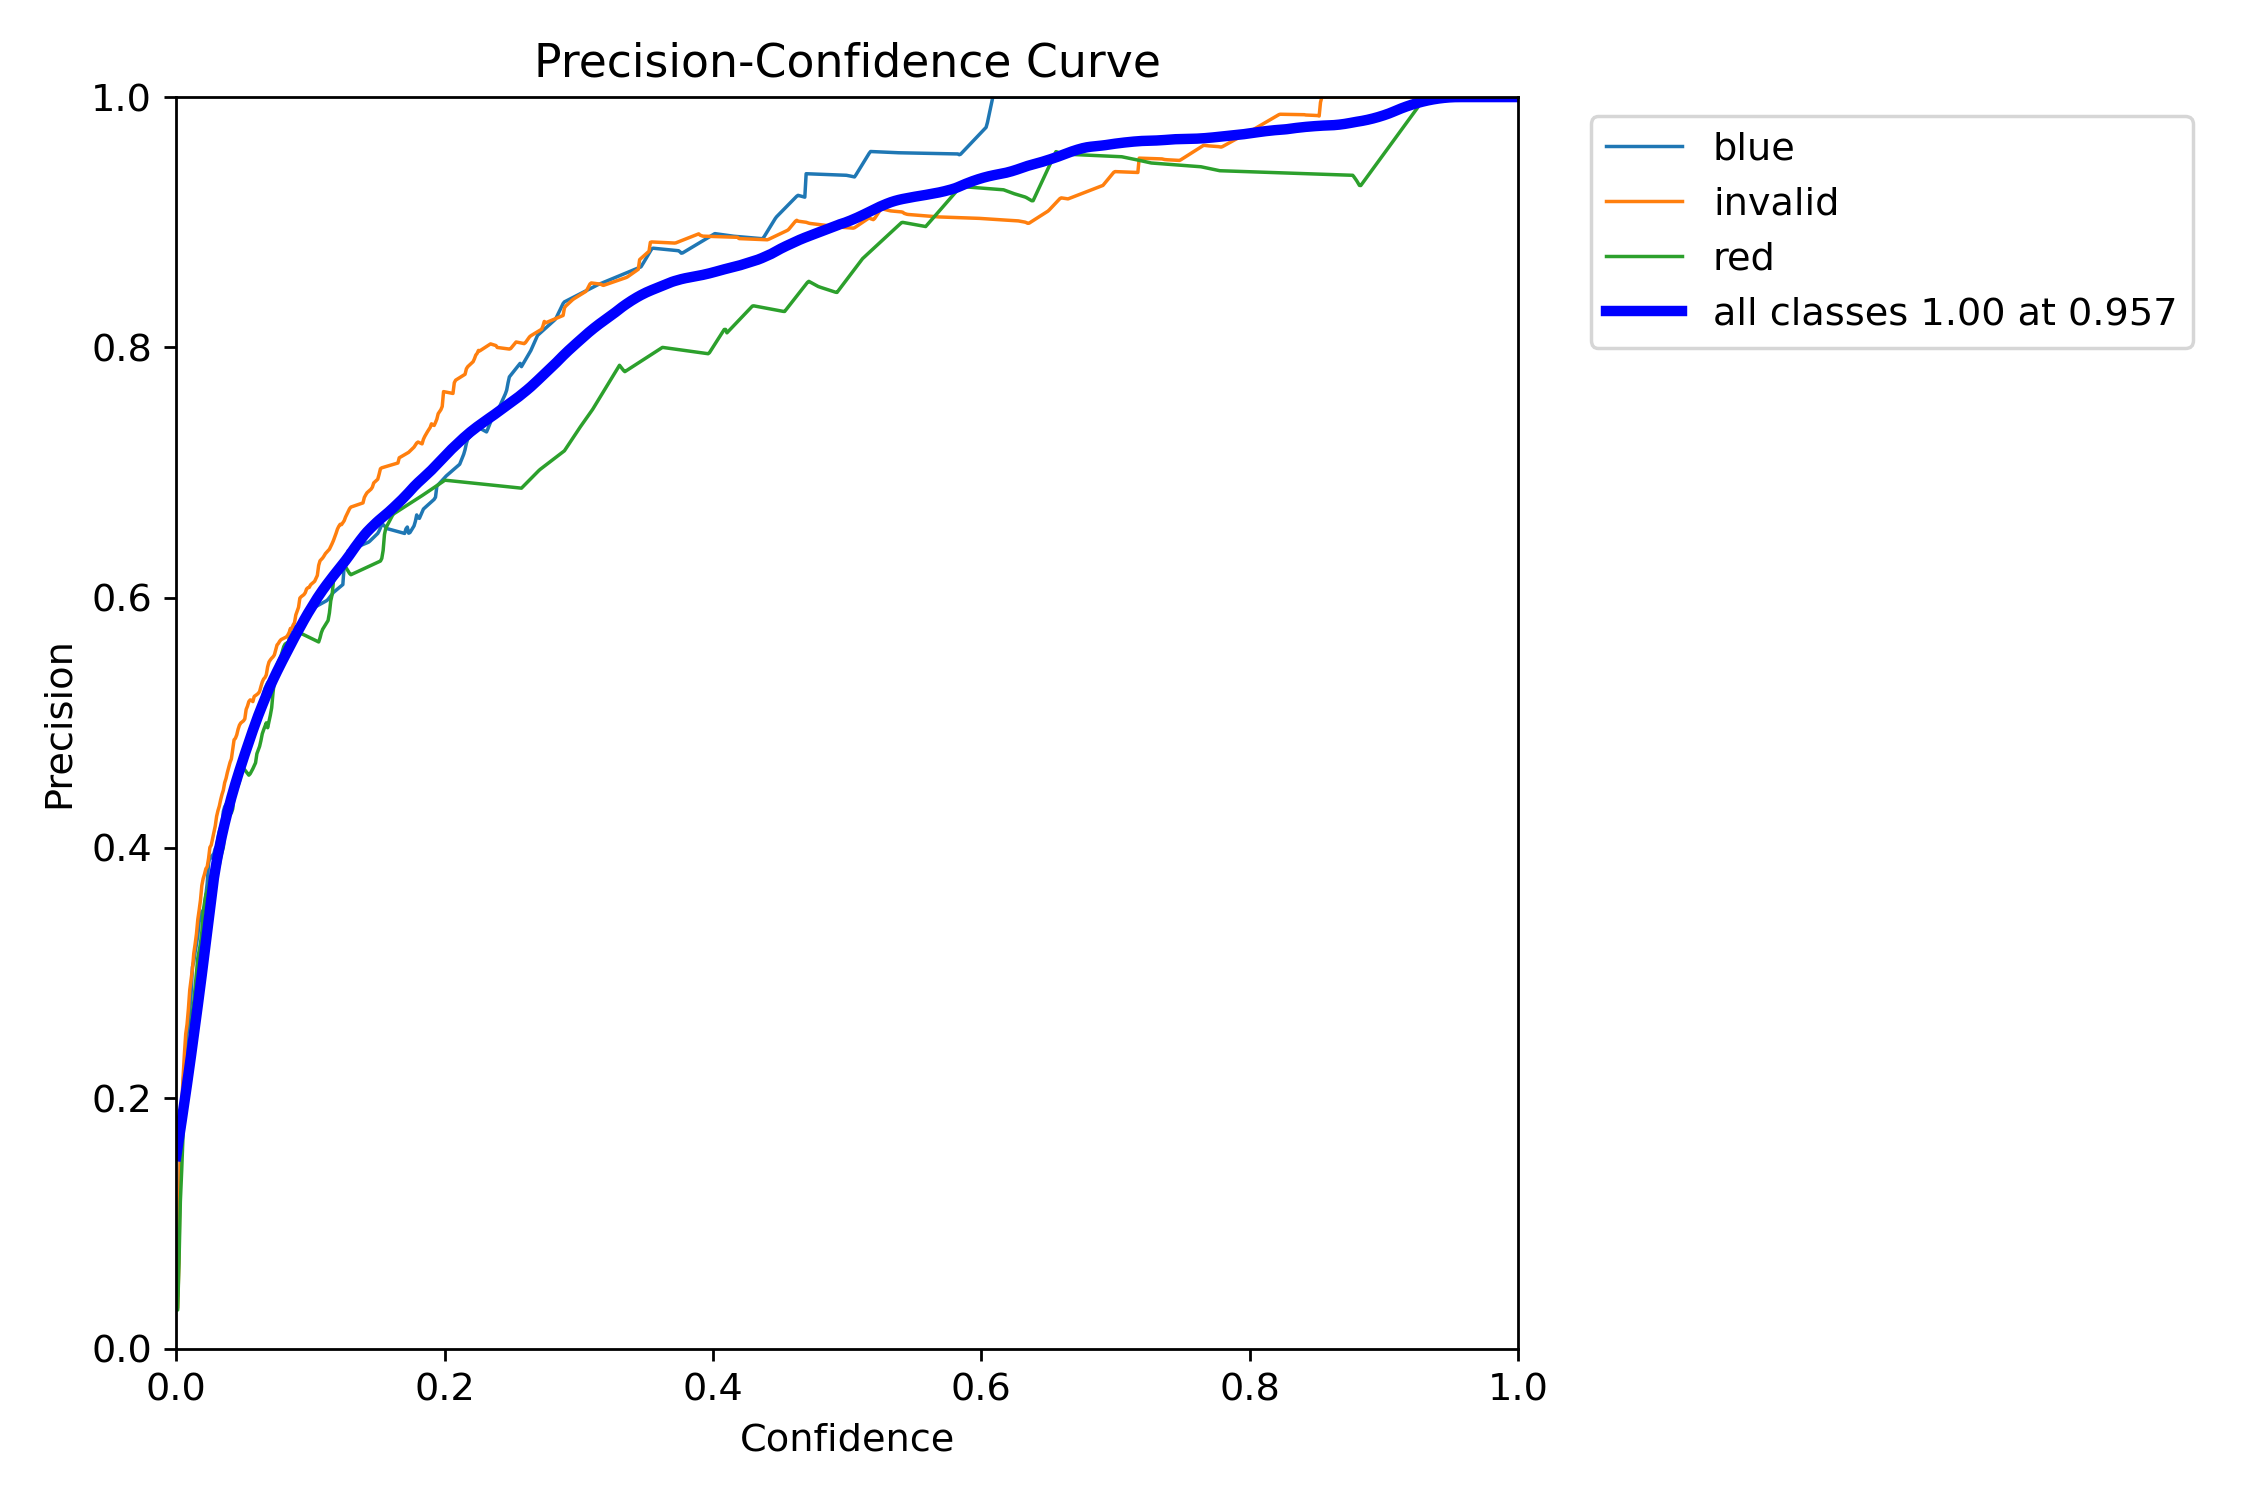 Precision-Confidence Curve
1.0
0.8
0.6
0.4
0.2
0.0
Precision
0.0 0.2 0.4 0.6 0.8 1.0
Confidence
blue
invalid
red
all classes 1.00 at 0.957